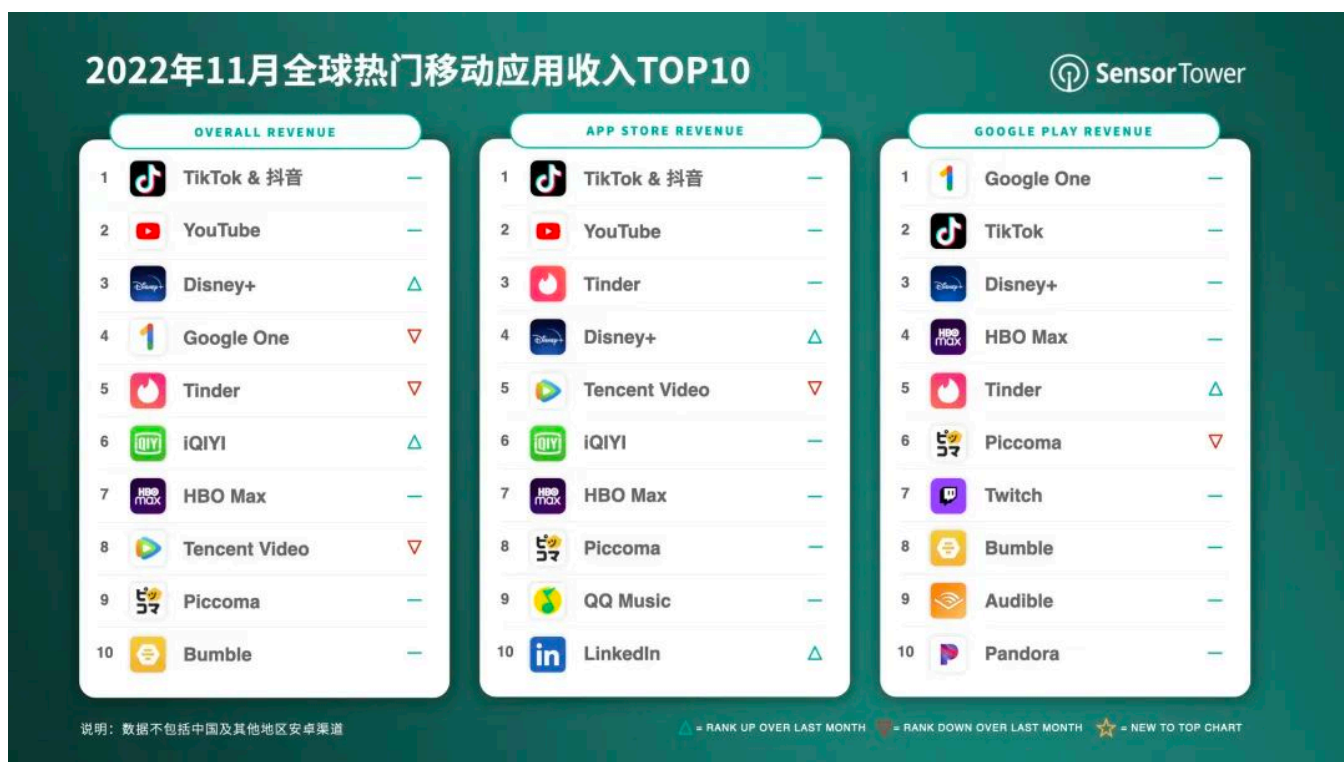 2022年11月全球热门移动应用收入TOP10
SensorTower
OVERALL REVENUE
1 TikTok & 抖音 —
2 YouTube —
3 Disney+ △
4 Google One ▽
5 Tinder ▽
6 iQIYI △
7 HBO Max —
8 Tencent Video ▽
9 Piccoma —
10 Bumble —
APP STORE REVENUE
1 TikTok & 抖音 —
2 YouTube —
3 Tinder —
4 Disney+ △
5 Tencent Video ▽
6 iQIYI —
7 HBO Max —
8 Piccoma —
9 QQ Music —
10 LinkedIn △
GOOGLE PLAY REVENUE
1 Google One —
2 TikTok —
3 Disney+ —
4 HBO Max —
5 Tinder △
6 Piccoma ▽
7 Twitch —
8 Bumble —
9 Audible —
10 Pandora —
说明：数据不包括中国及其他地区安卓渠道
△ = RANK UP OVER LAST MONTH ▽ = RANK DOWN OVER LAST MONTH ☆ = NEW TO TOP CHART